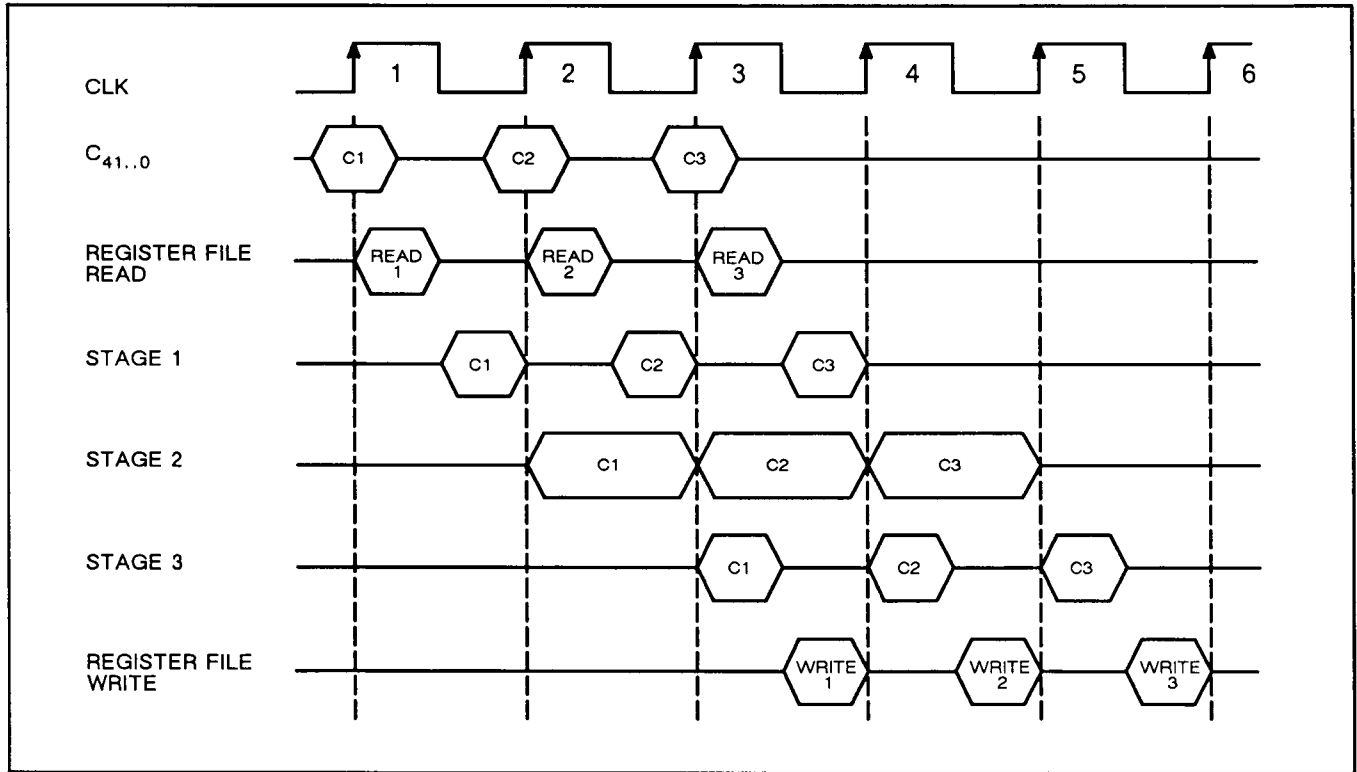 CLK
1 2 3 4 5 6
C41..0
C1 C2 C3
REGISTER FILE
READ
READ
1
READ
2
READ
3
STAGE 1
C1 C2 C3
STAGE 2
C1 C2 C3
STAGE 3
C1 C2 C3
REGISTER FILE
WRITE
WRITE
1
WRITE
2
WRITE
3